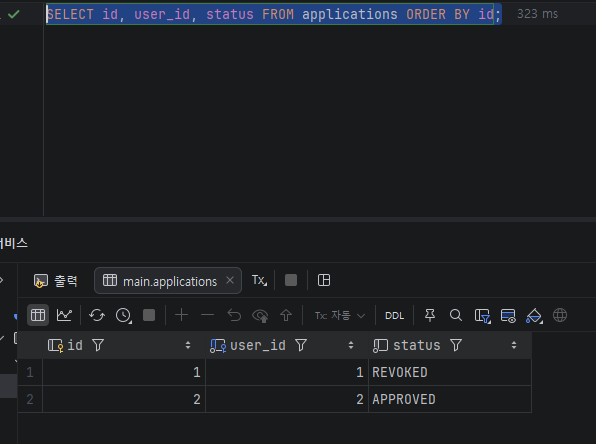 SELECT id, user_id, status FROM applications ORDER BY id; 323 ms
서비스
출력 main.applications Tx
Tx: 자동 DDL
id user_id status
1 1 1 REVOKED
2 2 2 APPROVED